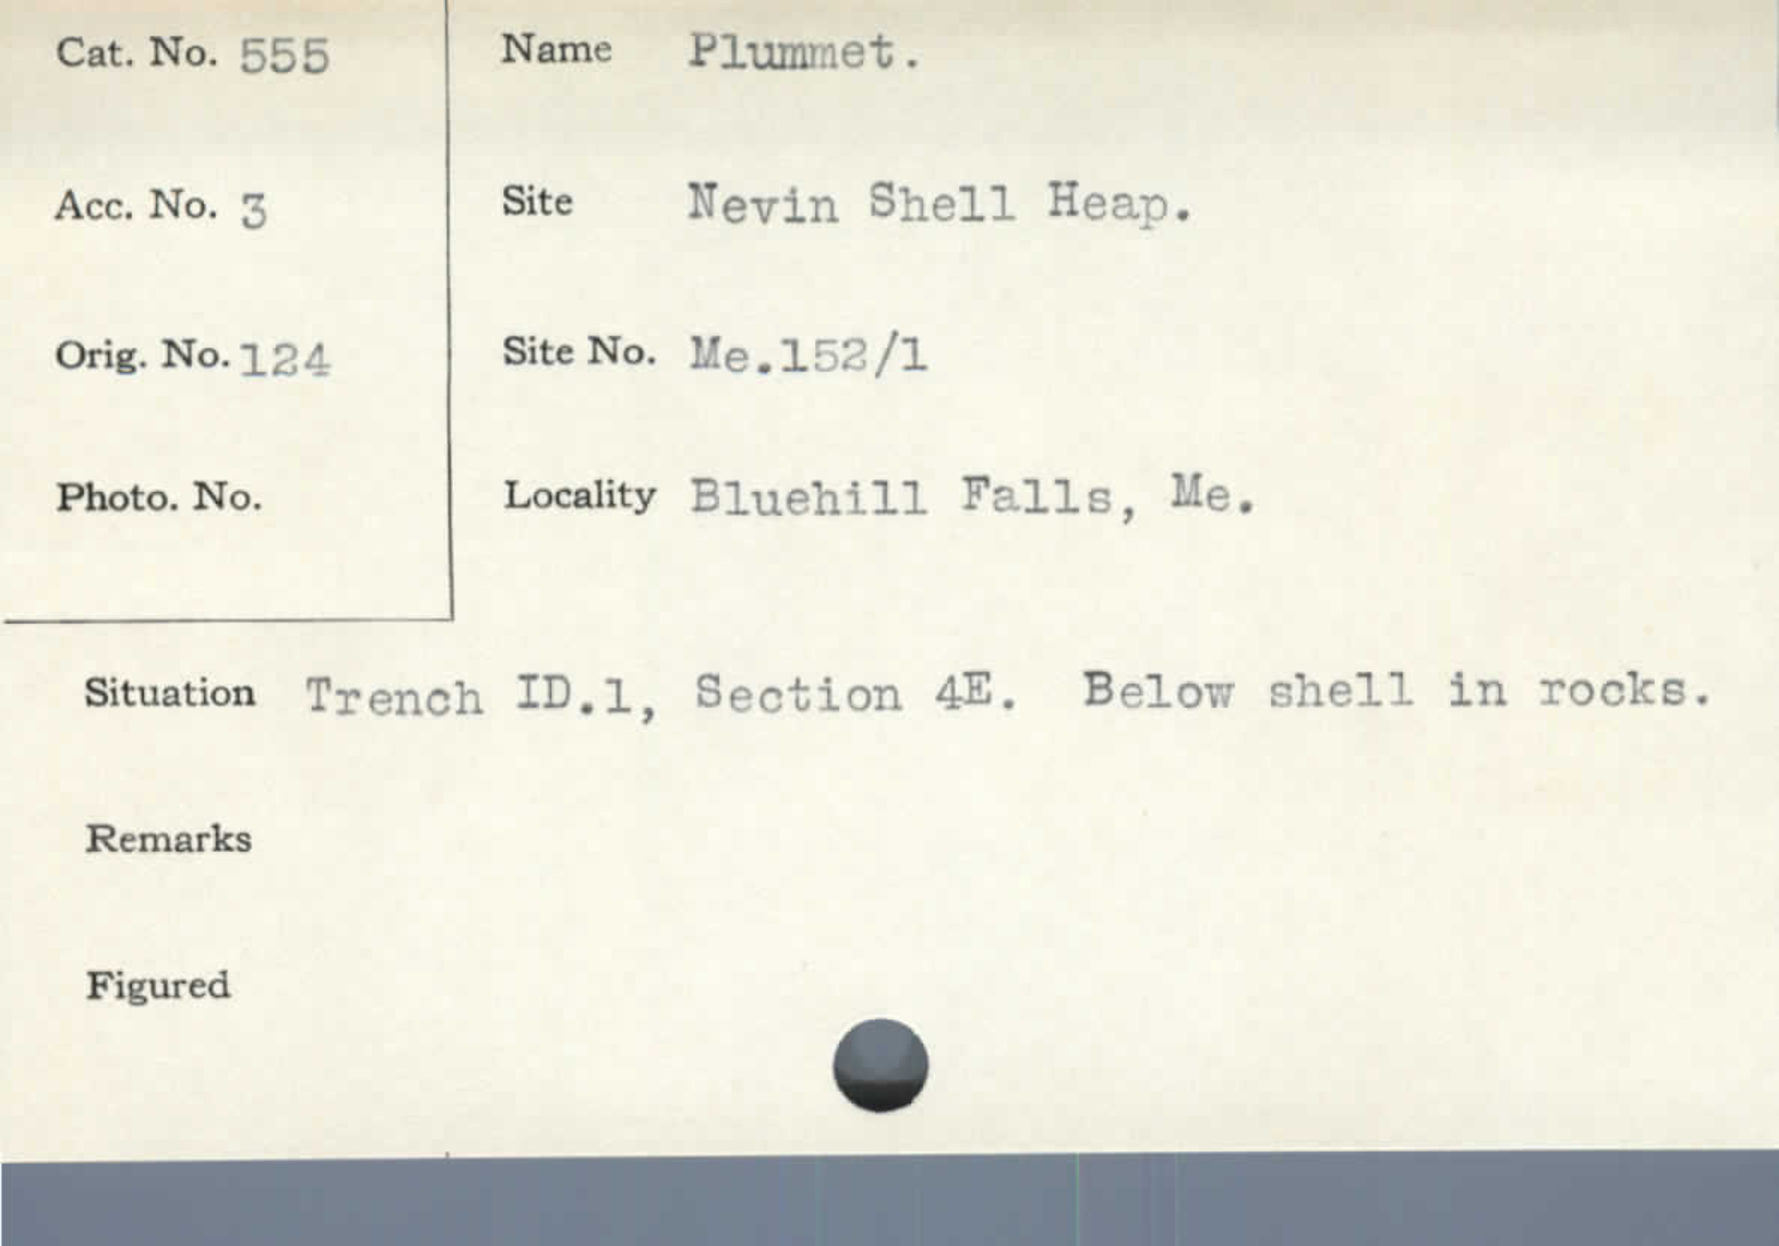 Cat. No. 555
Acc. No. 3
Orig. No. 124
Photo. No.
Name Plummet.
Site Nevin Shell Heap.
Site No. Me.152/1
Locality Bluehill Falls, Me.
Situation Trench ID.1, Section 4E. Below shell in rocks.
Remarks
Figured